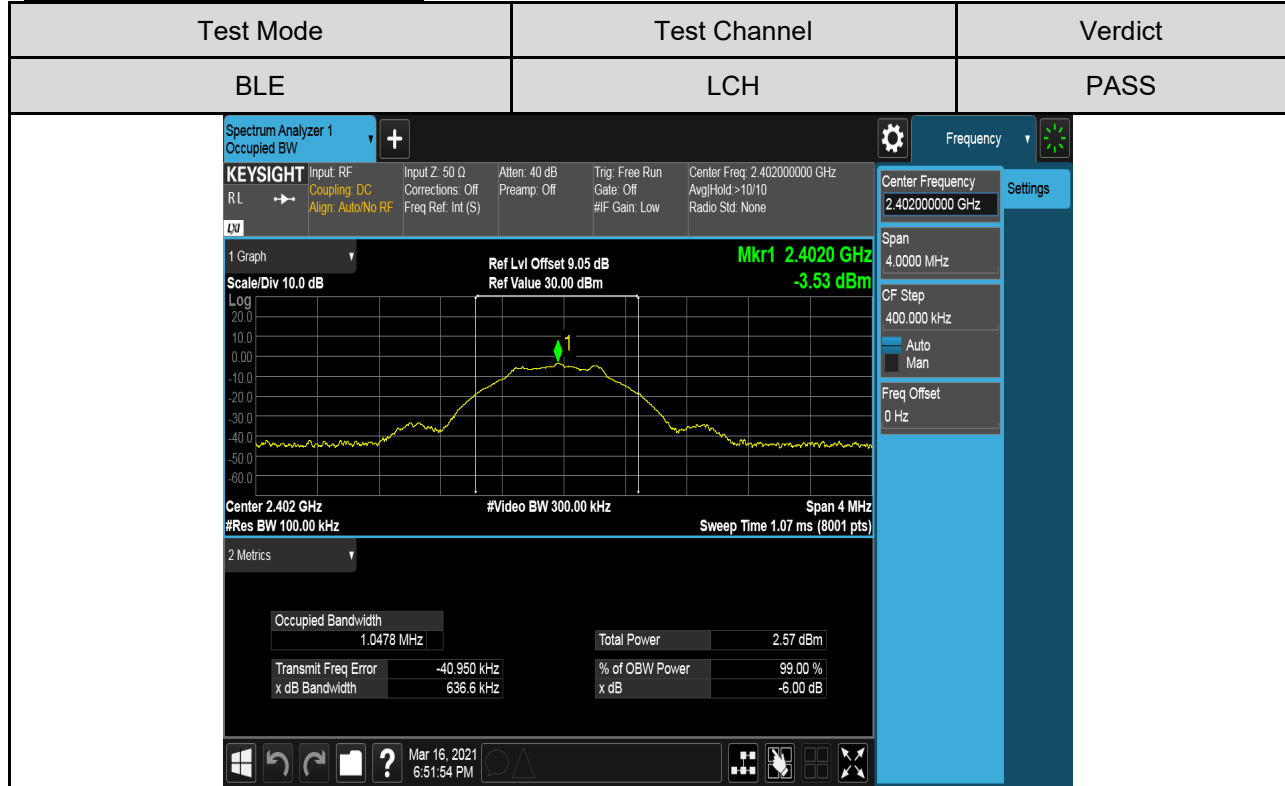 Test Mode Test Channel Verdict
BLE LCH PASS
Spectrum Analyzer 1
Occupied BW
+
Frequency
KEYSIGHT Input: RF Input Z: 50 Ω Atten: 40 dB Trig: Free Run Center Freq: 2.402000000 GHz
RL Coupling: DC Corrections: Off Preamp: Off Gate: Off Avg|Hold:>10/10
Align: Auto/No RF Freq Ref: Int (S) #IF Gain: Low Radio Std: None
LXI
Center Frequency
2.402000000 GHz
Settings
Span
4.0000 MHz
CF Step
400.000 kHz
Auto
Man
Freq Offset
0 Hz
1 Graph Ref Lvl Offset 9.05 dB Mkr1 2.4020 GHz
Scale/Div 10.0 dB Ref Value 30.00 dBm -3.53 dBm
Log
20.0
10.0
1
0.00
-10.0
-20.0
-30.0
-40.0
-50.0
-60.0
Center 2.402 GHz #Video BW 300.00 kHz Span 4 MHz
#Res BW 100.00 kHz Sweep Time 1.07 ms (8001 pts)
2 Metrics
Occupied Bandwidth
1.0478 MHz Total Power 2.57 dBm
Transmit Freq Error -40.950 kHz % of OBW Power 99.00 %
x dB Bandwidth 636.6 kHz x dB -6.00 dB
? Mar 16, 2021
6:51:54 PM